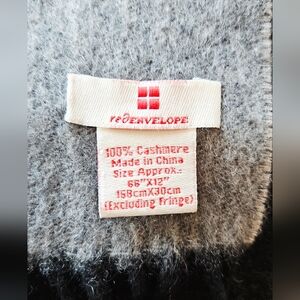 redENVELOPE
100% Cashmere
Made in China
Size Approx.:
66"X12"
168cmX30cm
(Excluding Fringe)